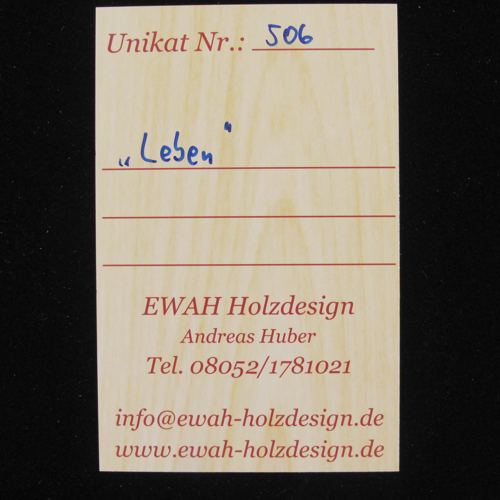 Unikat Nr.: 506
„Leben"
EWAH Holzdesign
Andreas Huber
Tel. 08052/1781021
info@ewah-holzdesign.de
www.ewah-holzdesign.de